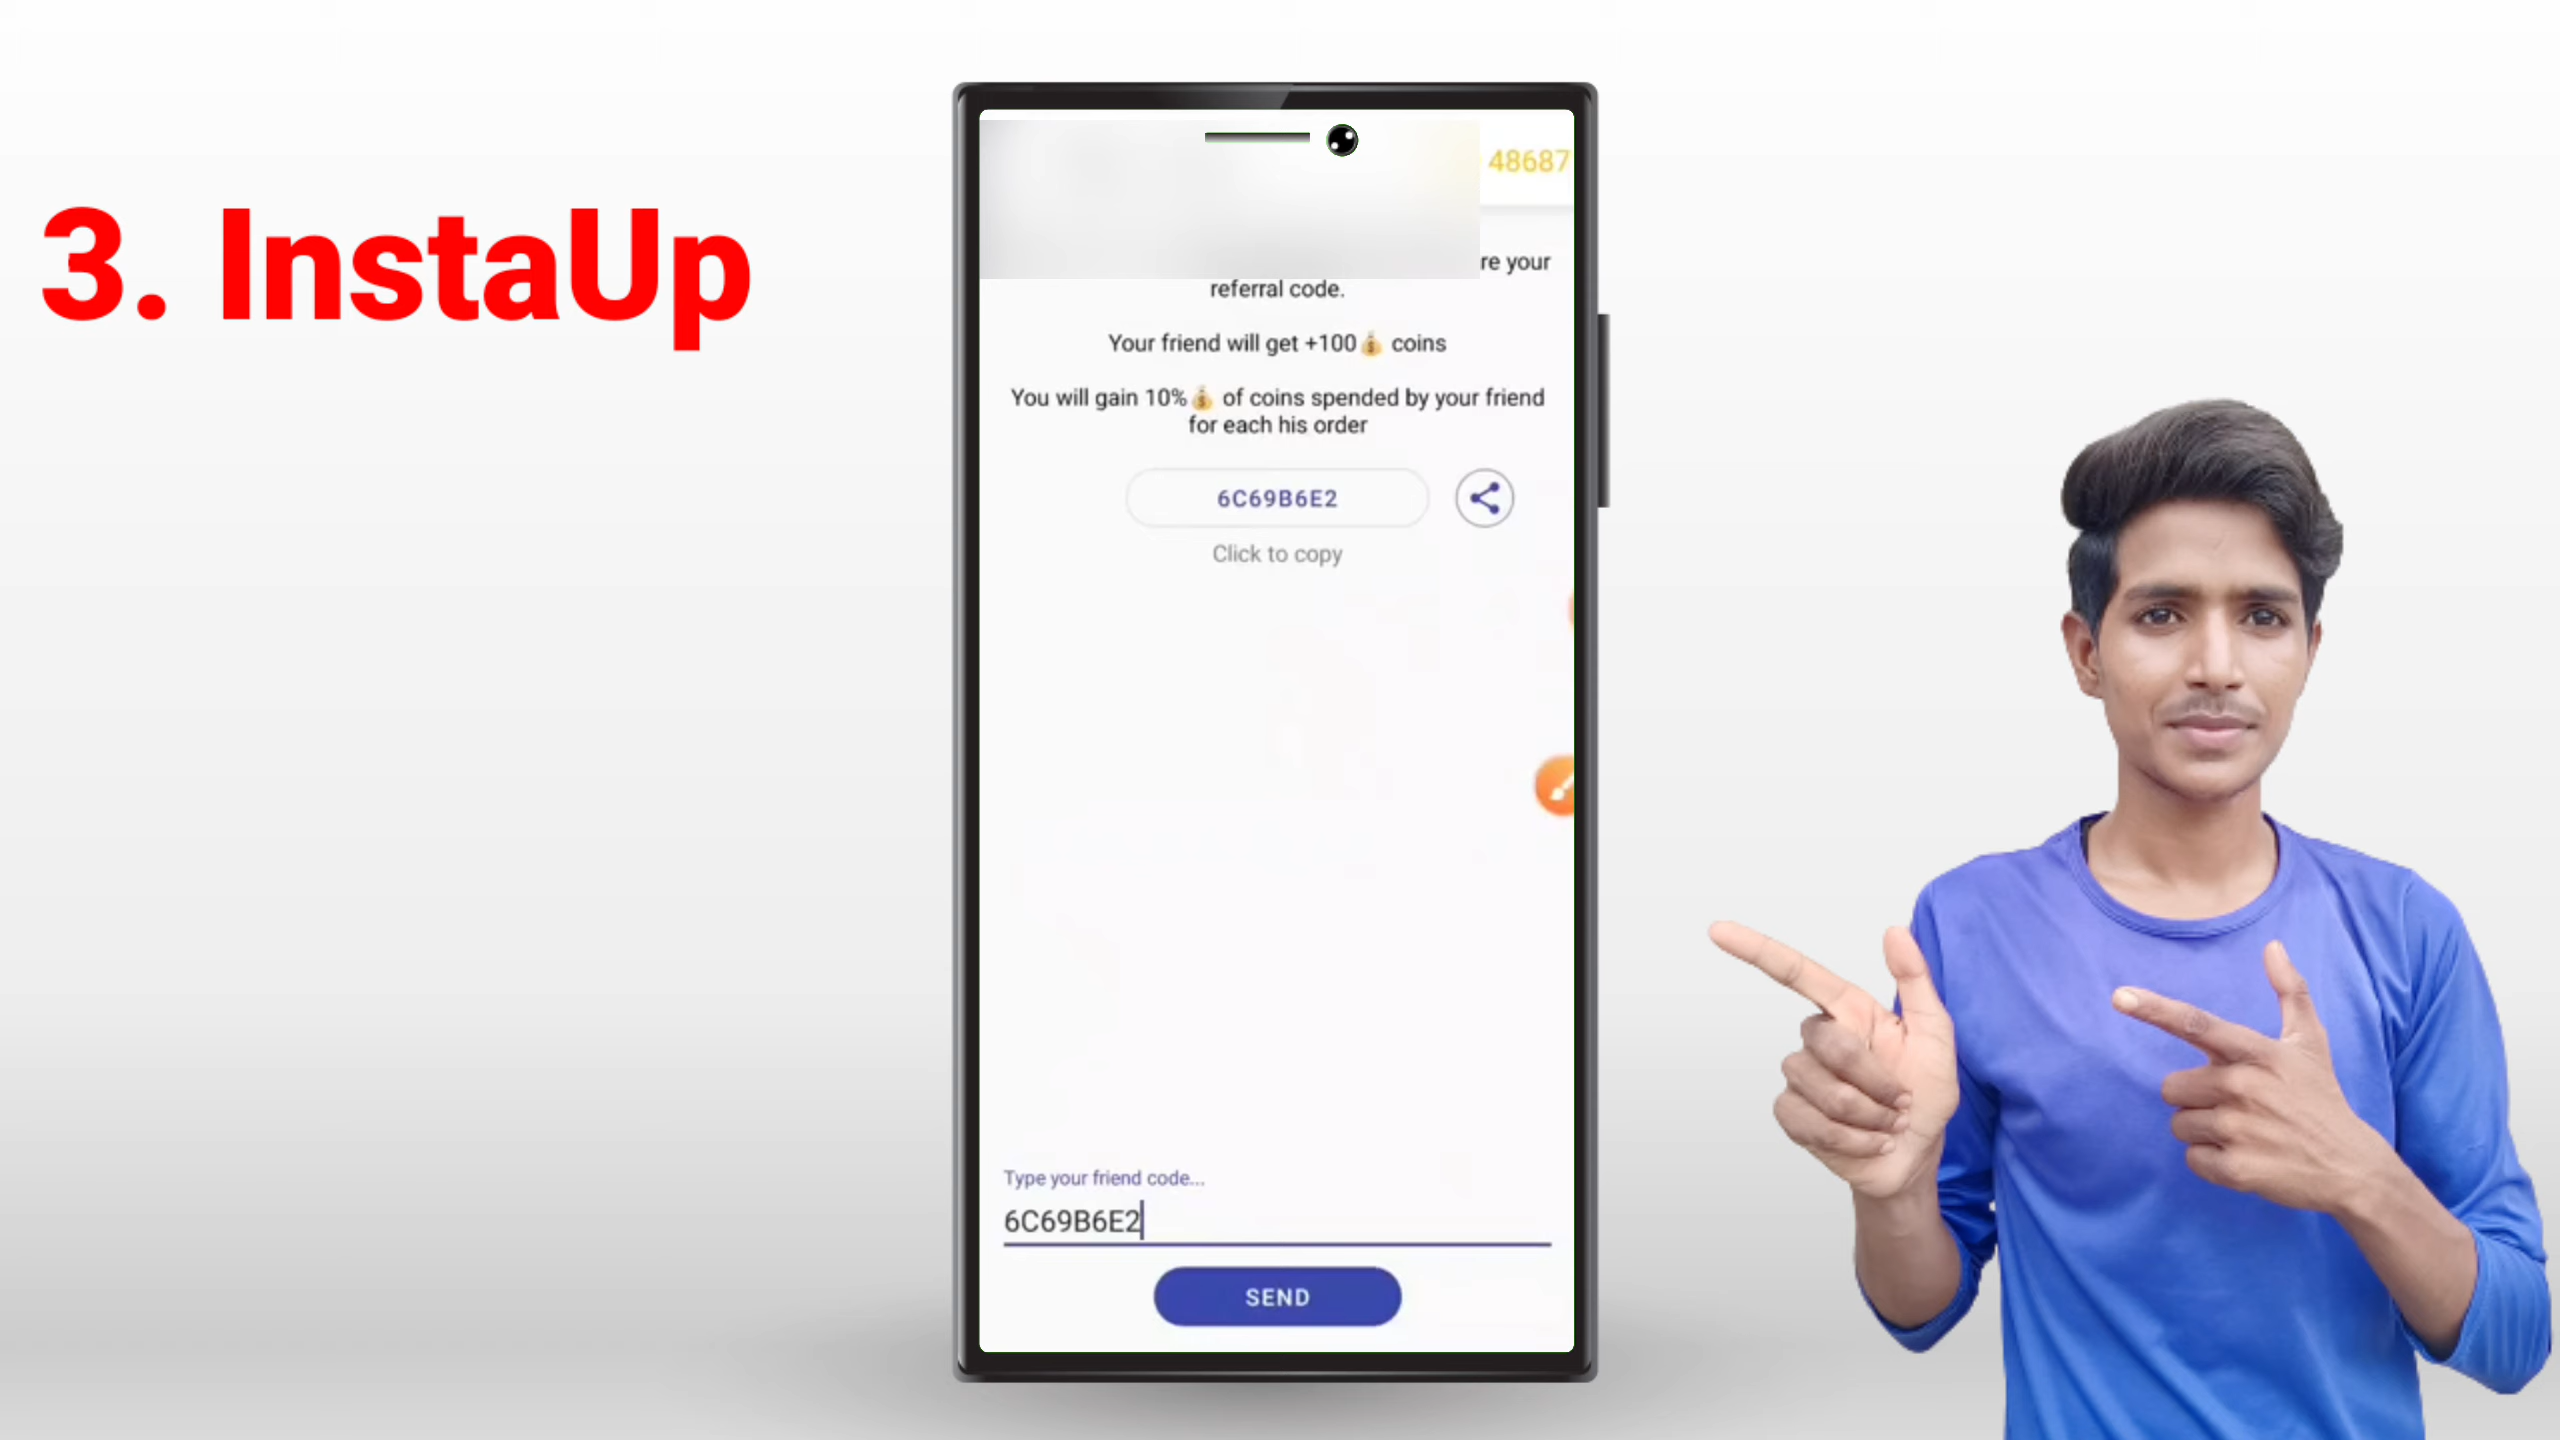 3. InstaUp
48687
re your
referral code.
Your friend will get +100💰 coins
You will gain 10%💰 of coins spended by your friend
for each his order
6C69B6E2
Click to copy
Type your friend code...
6C69B6E2
SEND